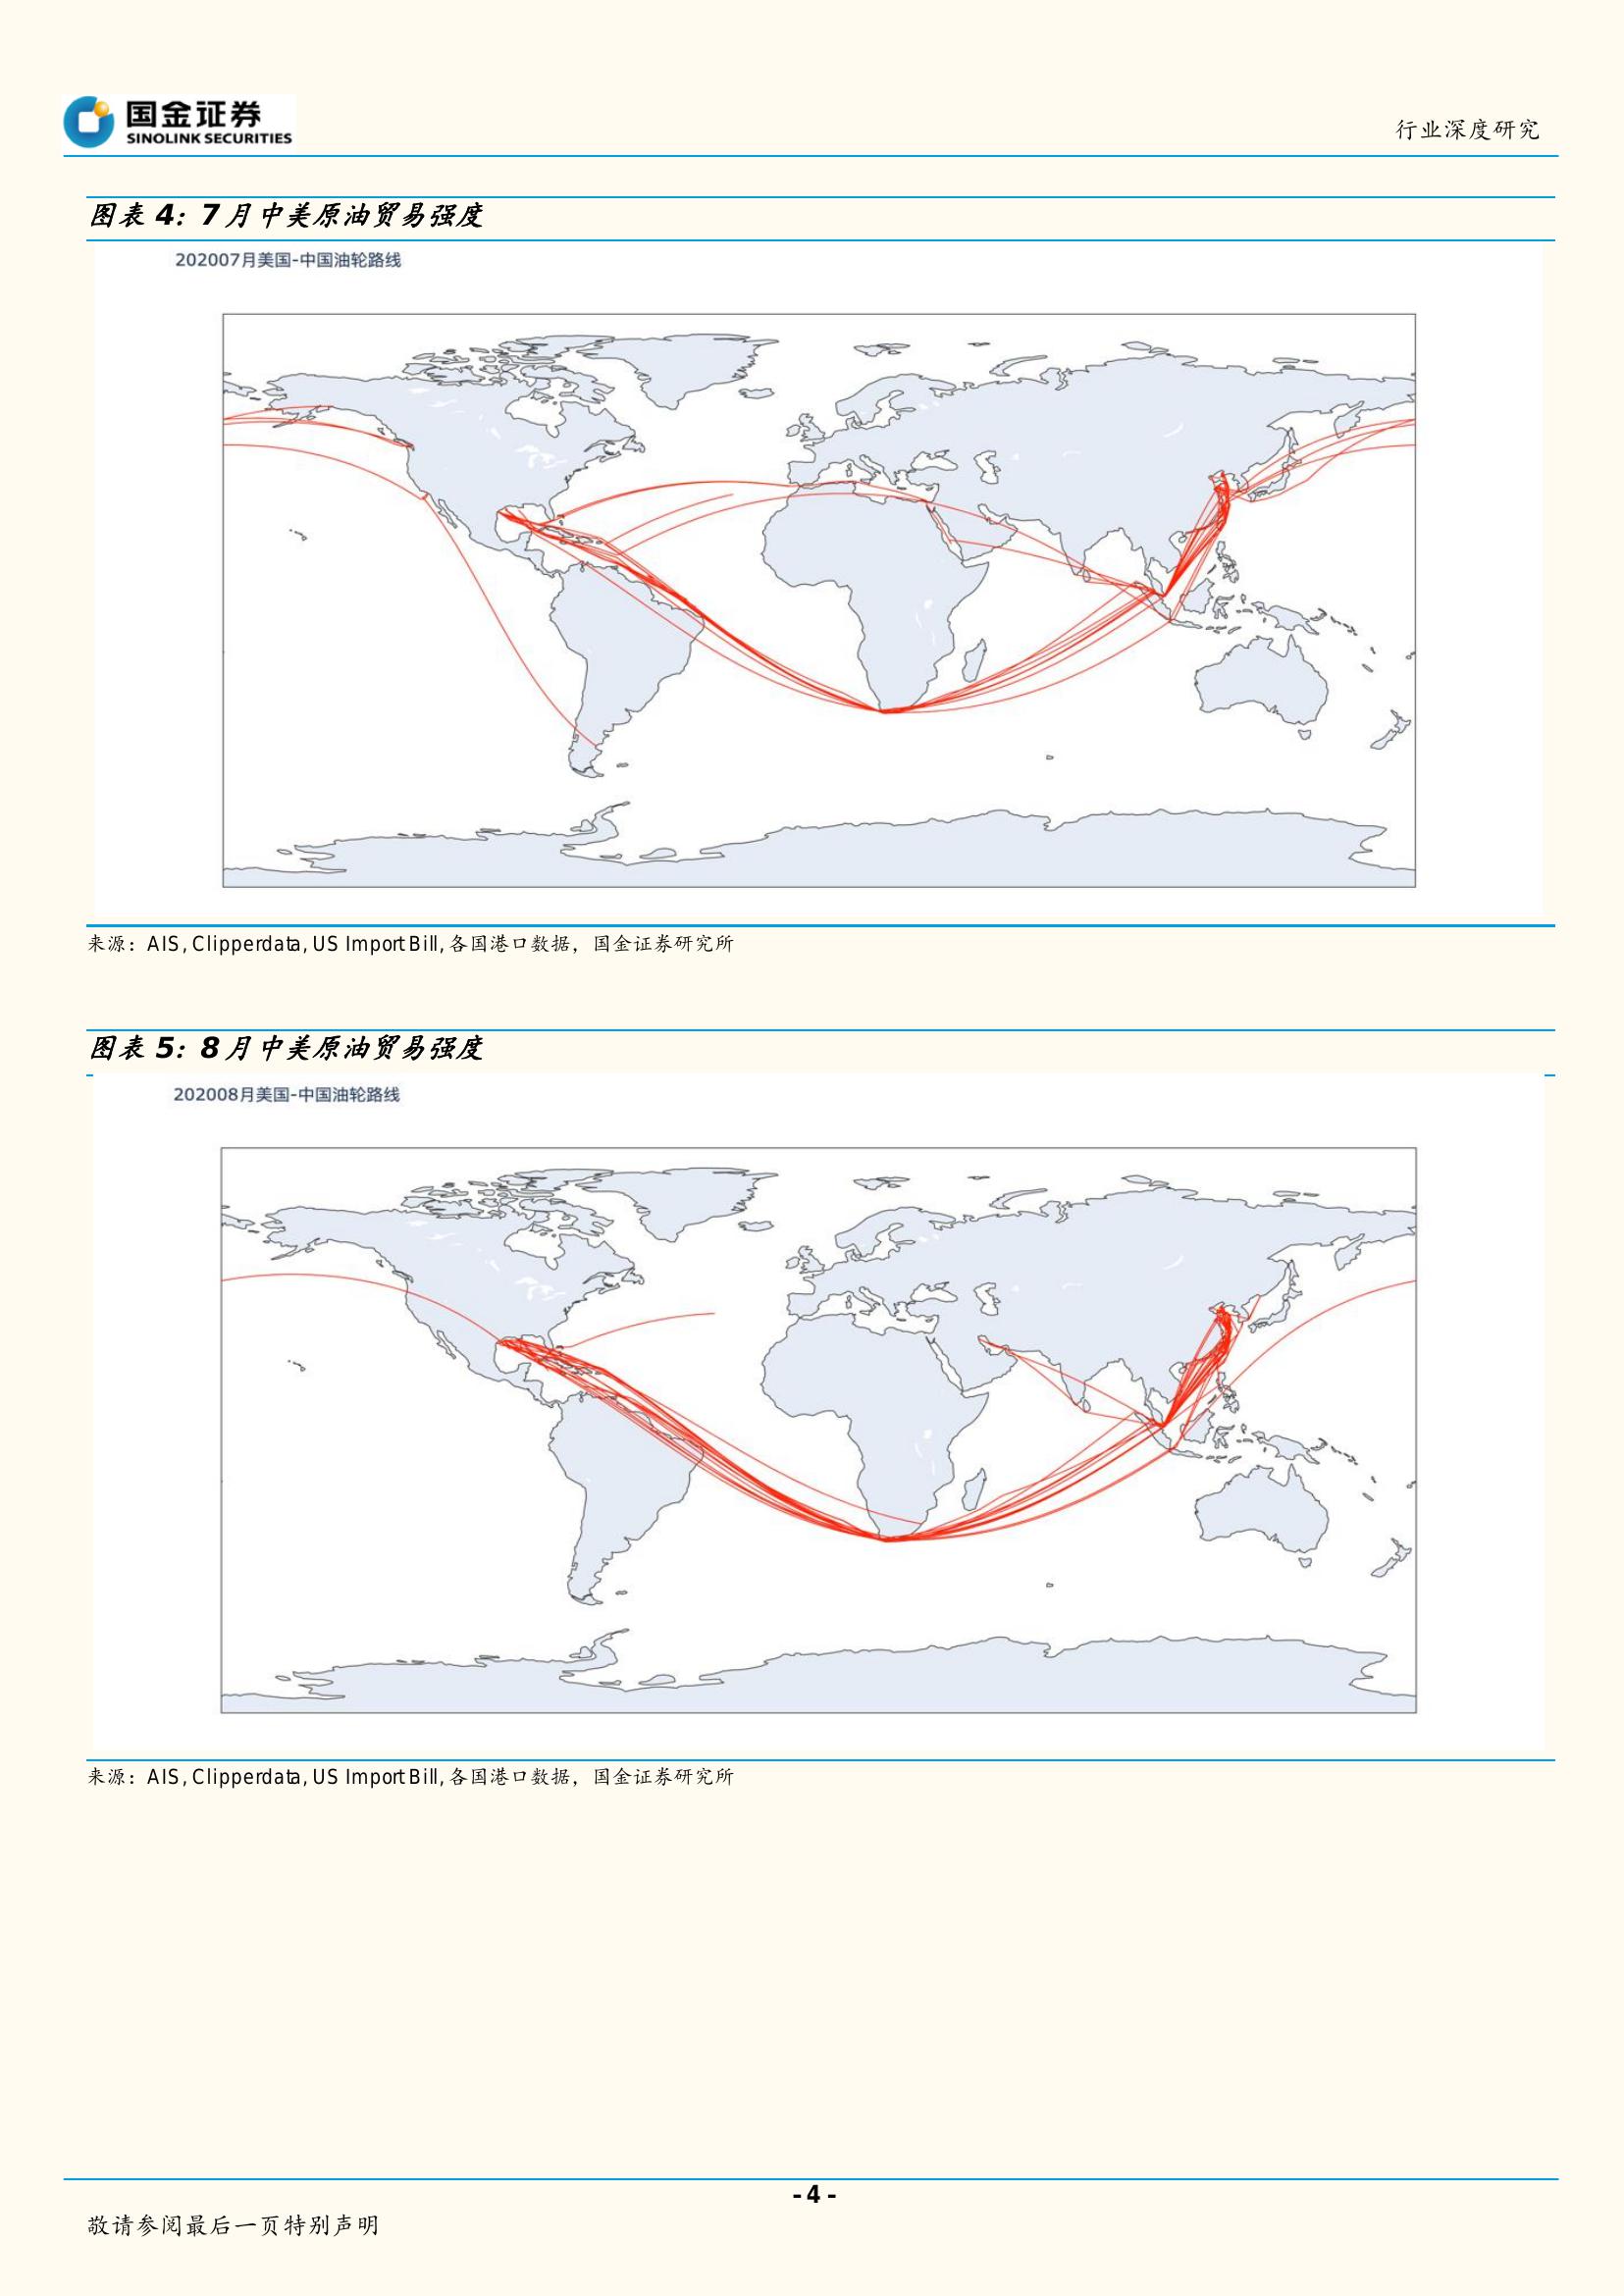 国金证券
SINOLINK SECURITIES
行业深度研究
图表 4：7 月中美原油贸易强度
202007月美国-中国油轮路线
来源：AIS, Clipperdata, US Import Bill, 各国港口数据，国金证券研究所
图表 5：8 月中美原油贸易强度
202008月美国-中国油轮路线
来源：AIS, Clipperdata, US Import Bill, 各国港口数据，国金证券研究所
- 4 -
敬请参阅最后一页特别声明